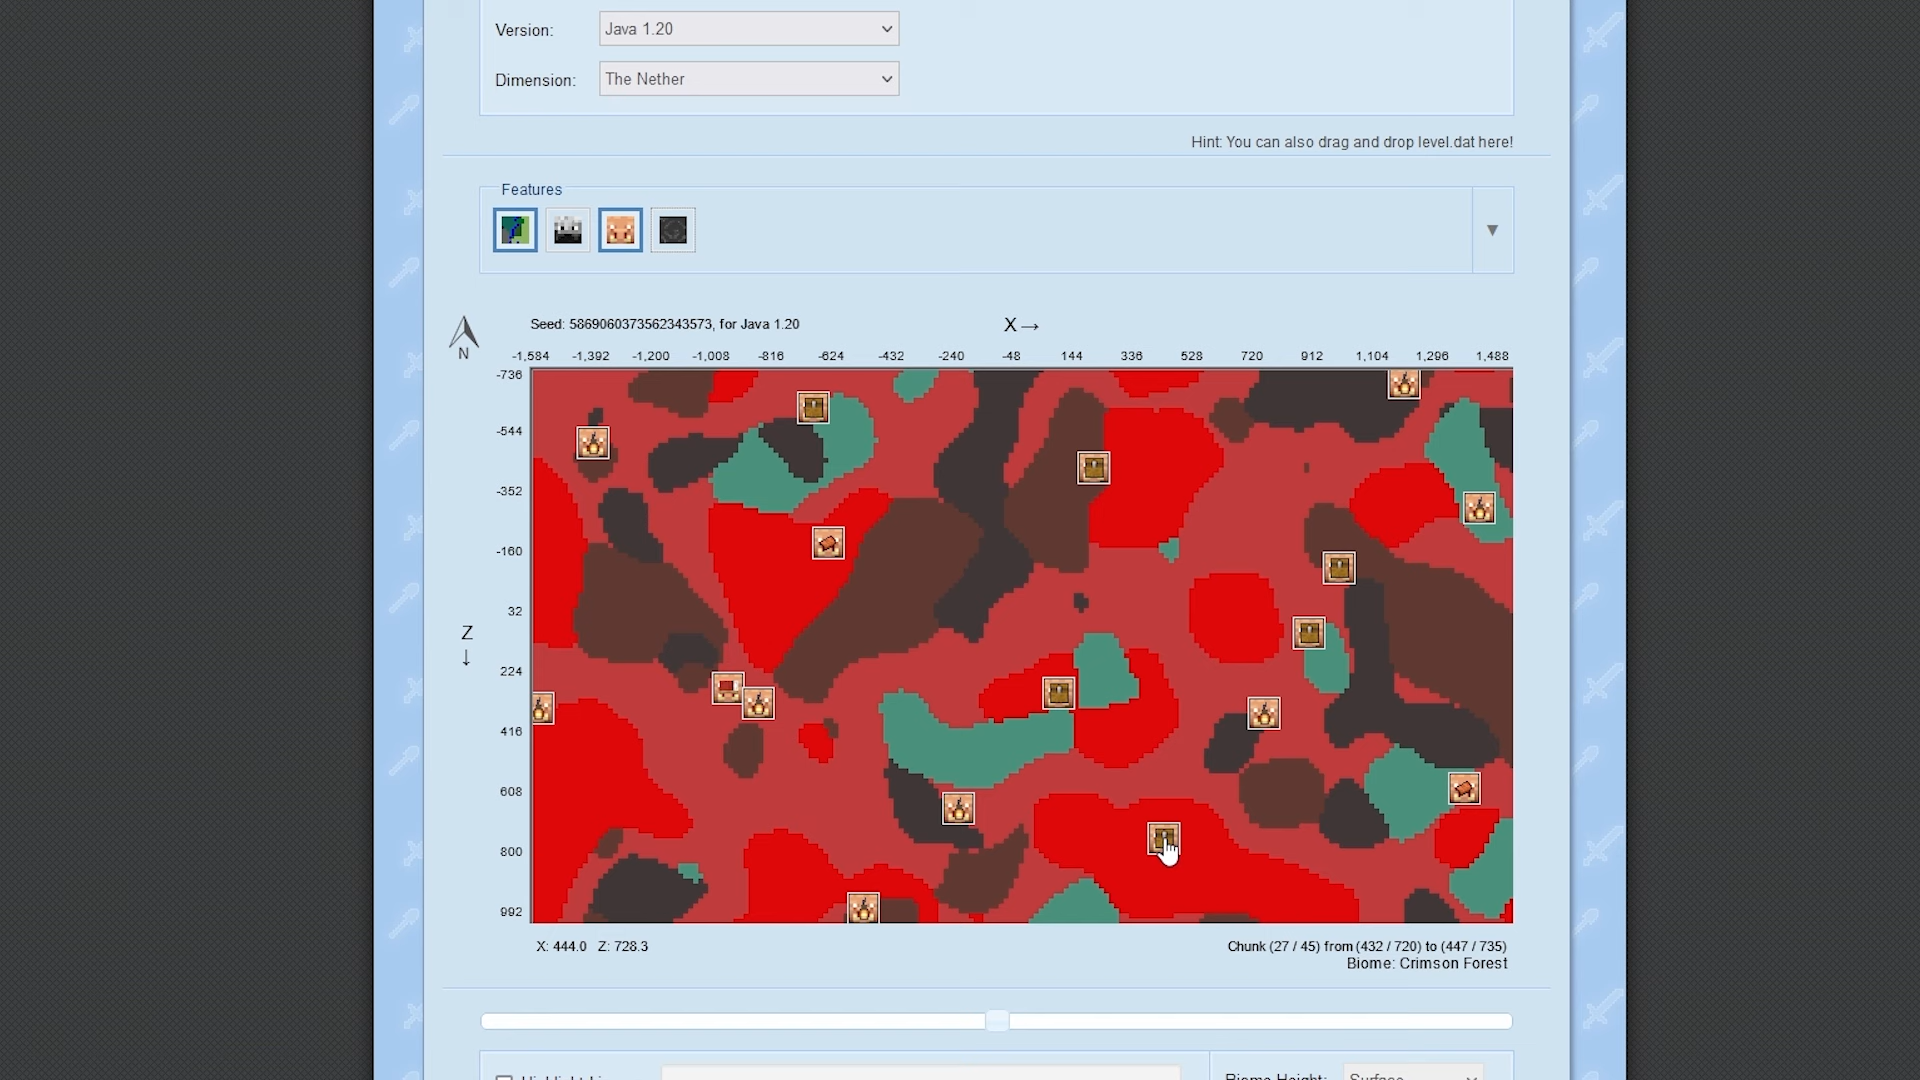 Version: Java 1.20
Dimension: The Nether
Hint: You can also drag and drop level.dat here!
Features
▼
Seed: 5869060373562343573, for Java 1.20 X→
N
-1,584 -1,392 -1,200 -1,008 -816 -624 -432 -240 -48 144 336 528 720 912 1,104 1,296 1,488
-736
-544
-352
-160
32
Z
↓
224
416
608
800
992
X: 444.0 Z: 728.3 Chunk (27 / 45) from (432 / 720) to (447 / 735)
Biome: Crimson Forest
Biome Height: Surface